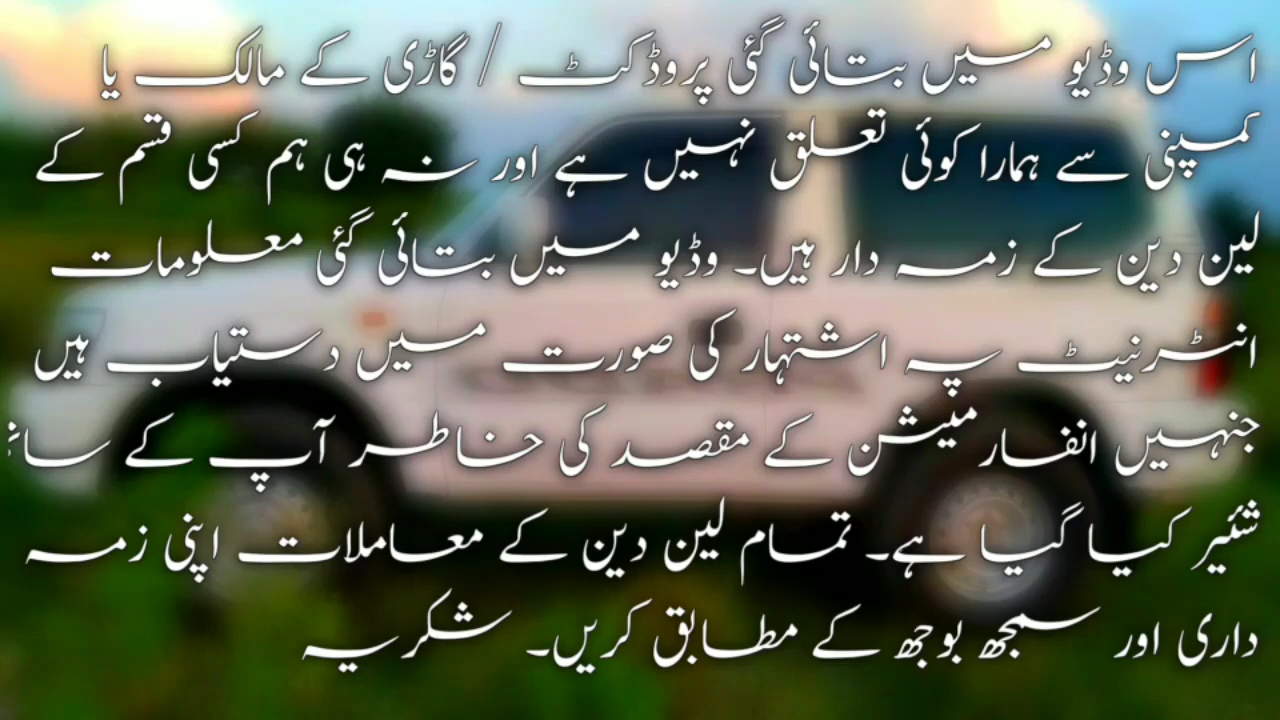 اس وڈیو میں بتائی گئی پروڈکٹ / گاڑی کے مالک یا
کمپنی سے ہمارا کوئی تعلق نہیں ہے اور نہ ہی ہم کسی قسم کے
لین دین کے زمہ دار ہیں۔ وڈیو میں بتائی گئی معلومات
انٹرنیٹ پہ اشتہار کی صورت میں دستیاب ہیں
جنہیں انفارمیشن کے مقصد کی خاطر آپ کے
شئیر کیا گیا ہے۔ تمام لین دین کے معاملات اپنی زمہ
داری اور سمجھ بوجھ کے مطابق کریں۔ شکریہ